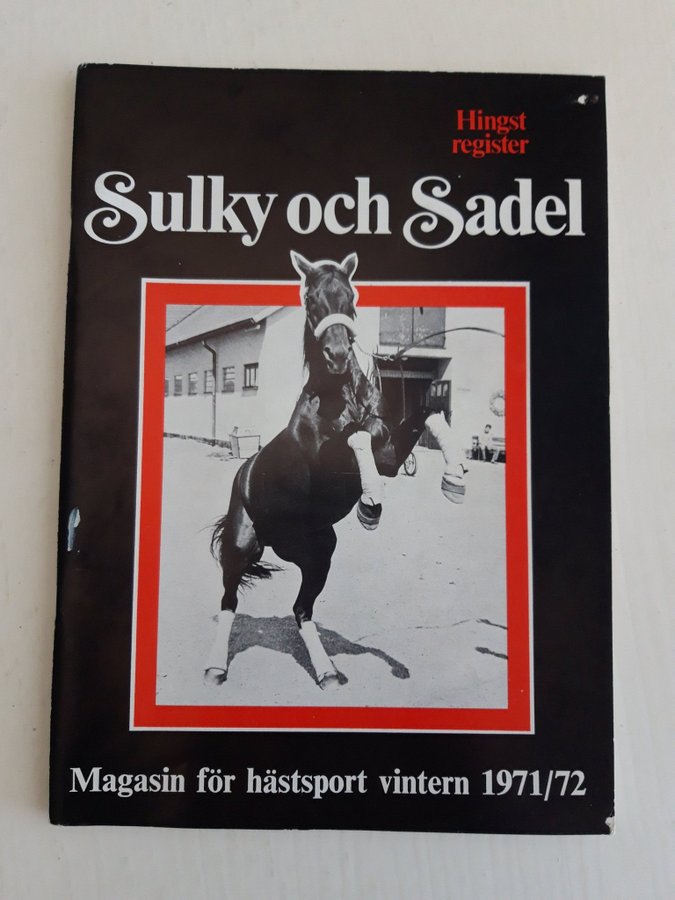 Hingst
register
Sulky och Sadel
Magasin för hästsport vintern 1971/72